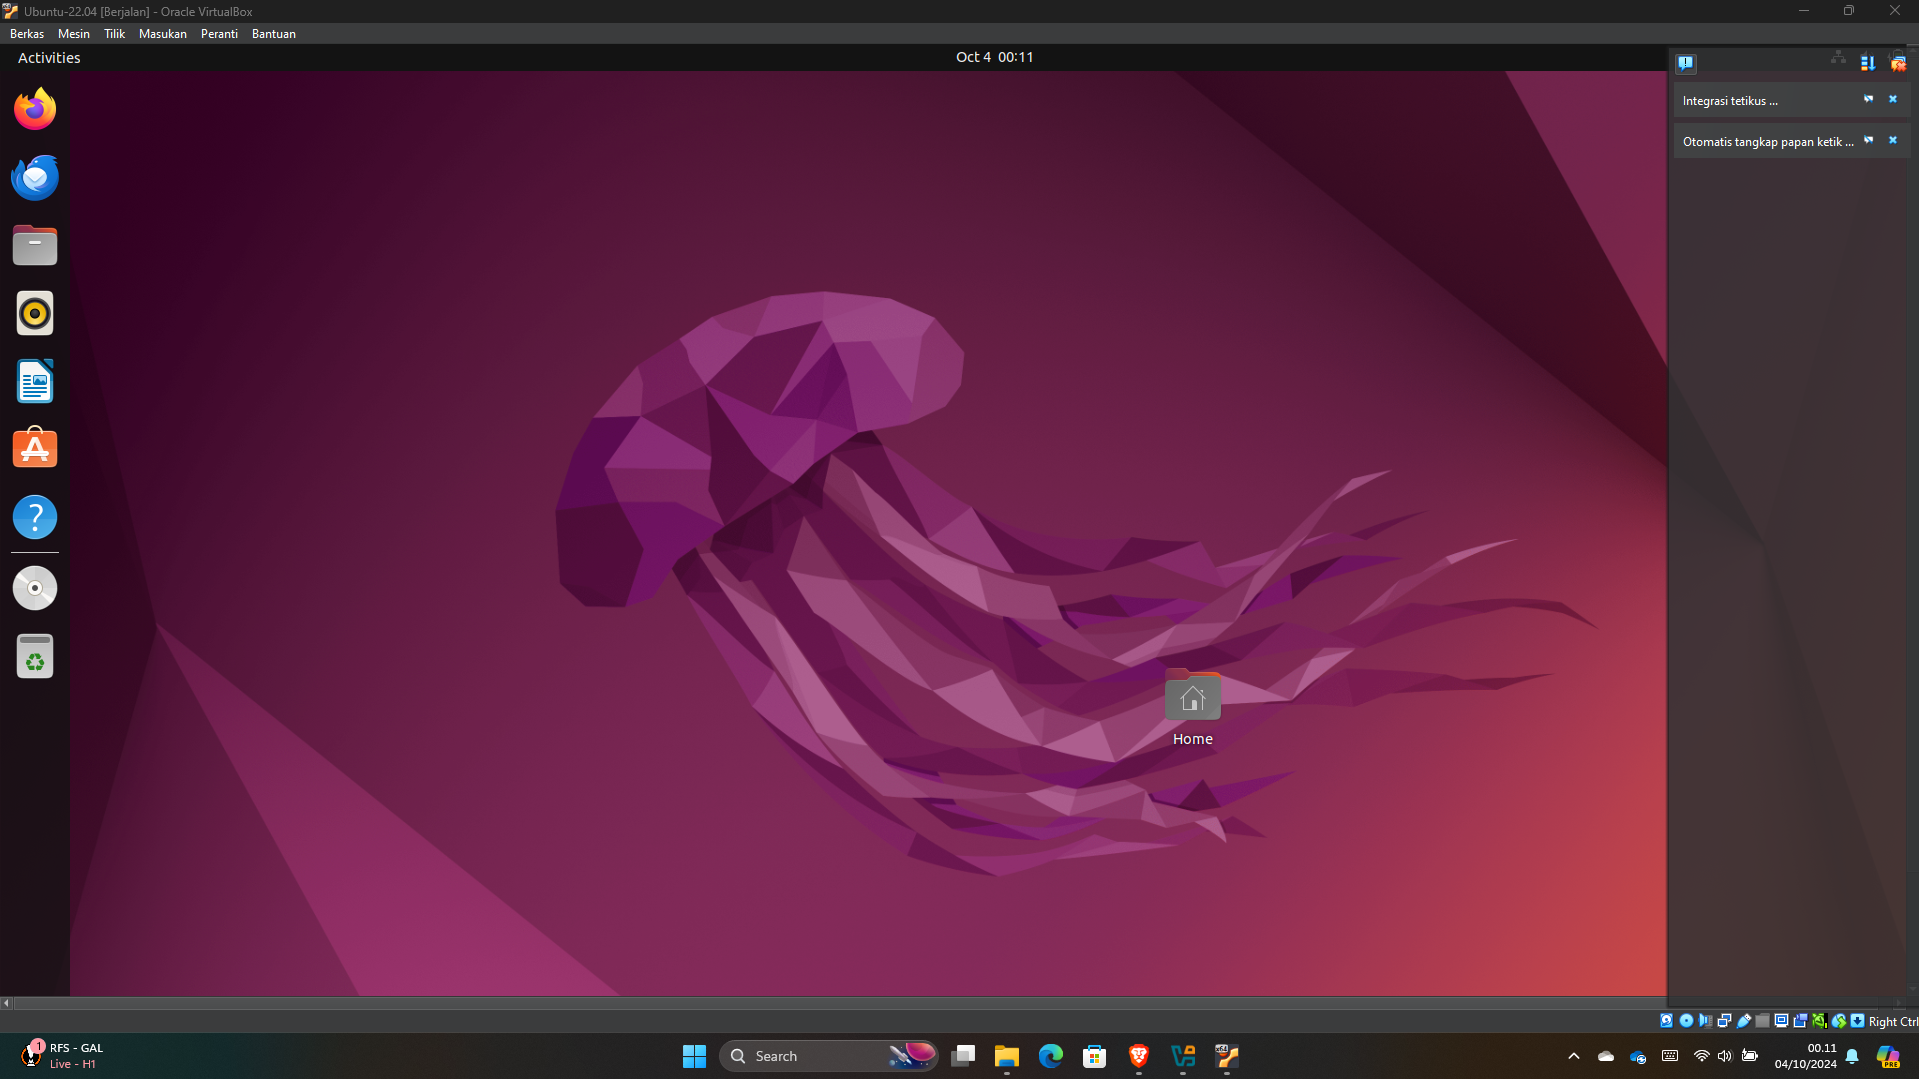 Ubuntu-22.04 [Berjalan] - Oracle VirtualBox
Berkas Mesin Tilik Masukan Peranti Bantuan
Activities
Oct 4 00:11
Integrasi tetikus ...
Otomatis tangkap papan ketik ...
Home
Right Ctrl
1
RFS - GAL
Live - H1
Search
00.11
04/10/2024
PRE